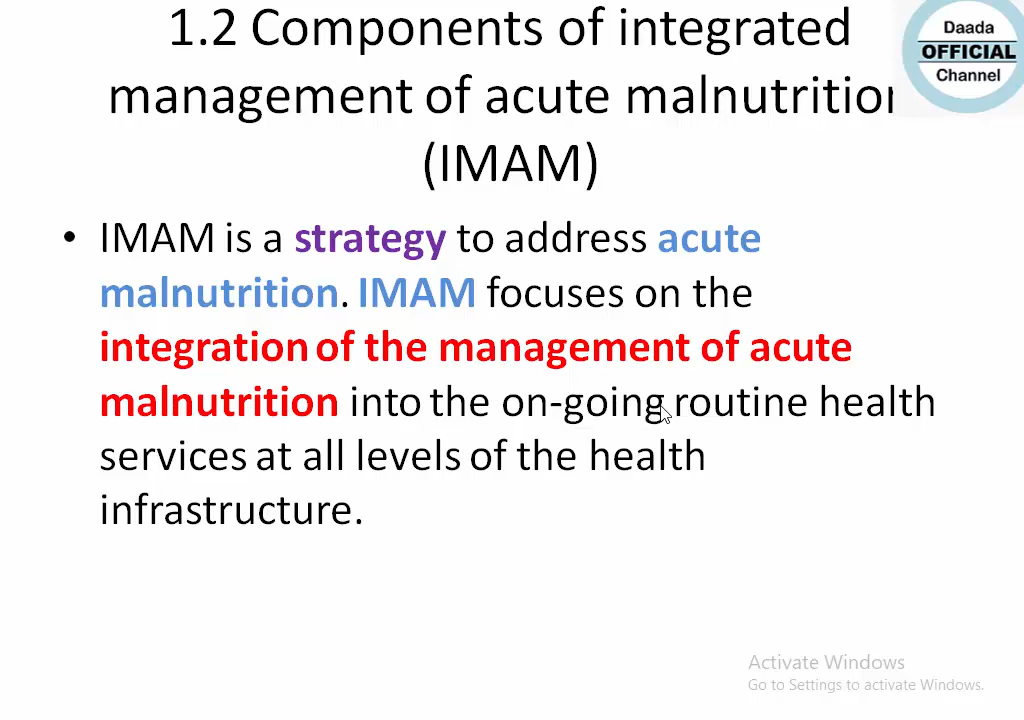 1.2 Components of integrated
management of acute malnutrition
(IMAM)
Daada
OFFICIAL
Channel
• IMAM is a strategy to address acute
malnutrition. IMAM focuses on the
integration of the management of acute
malnutrition into the on-going routine health
services at all levels of the health
infrastructure.
Activate Windows
Go to Settings to activate Windows.